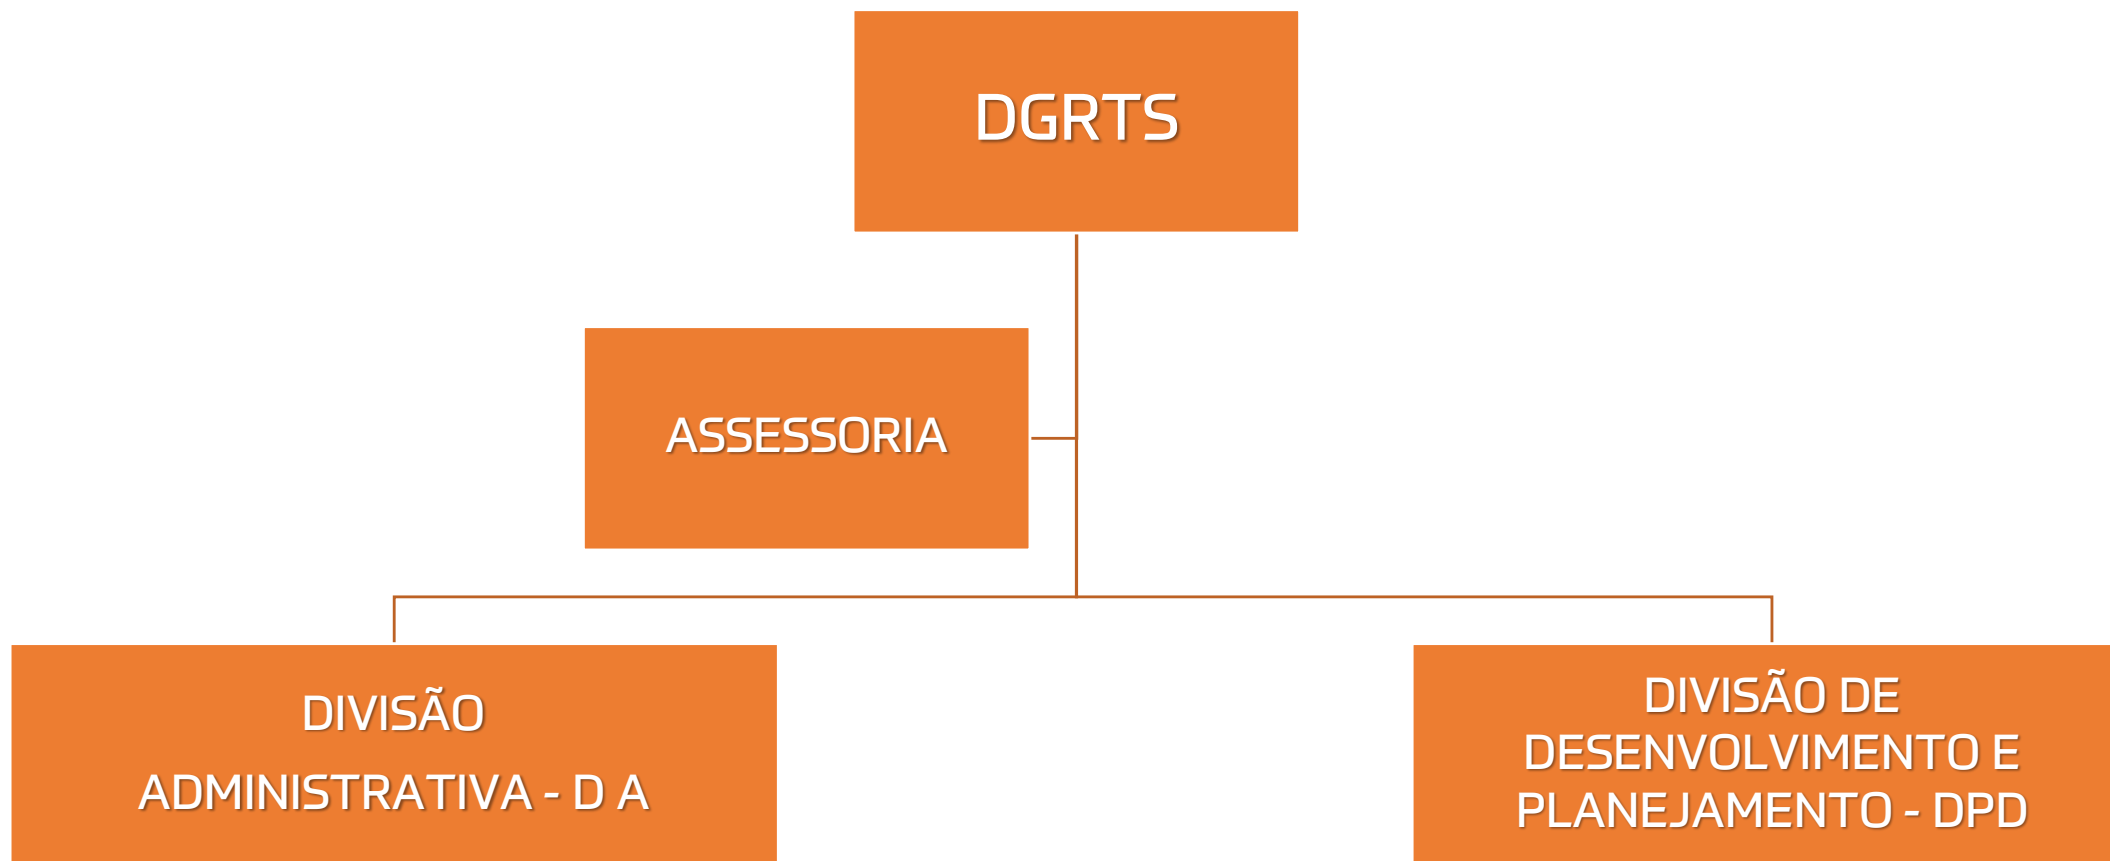 DGRTS
ASSESSORIA
DIVISÃO
ADMINISTRATIVA - D A
DIVISÃO DE
DESENVOLVIMENTO E
PLANEJAMENTO - DPD